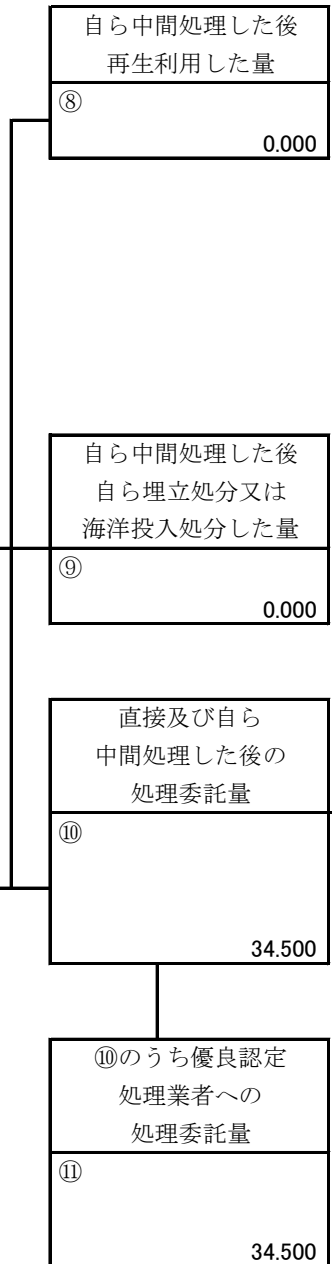 自ら中間処理した後
再生利用した量
⑧
0.000
自ら中間処理した後
自ら埋立処分又は
海洋投入処分した量
⑨
0.000
直接及び自ら
中間処理した後の
処理委託量
⑩
34.500
⑩のうち優良認定
処理業者への
処理委託量
⑪
34.500